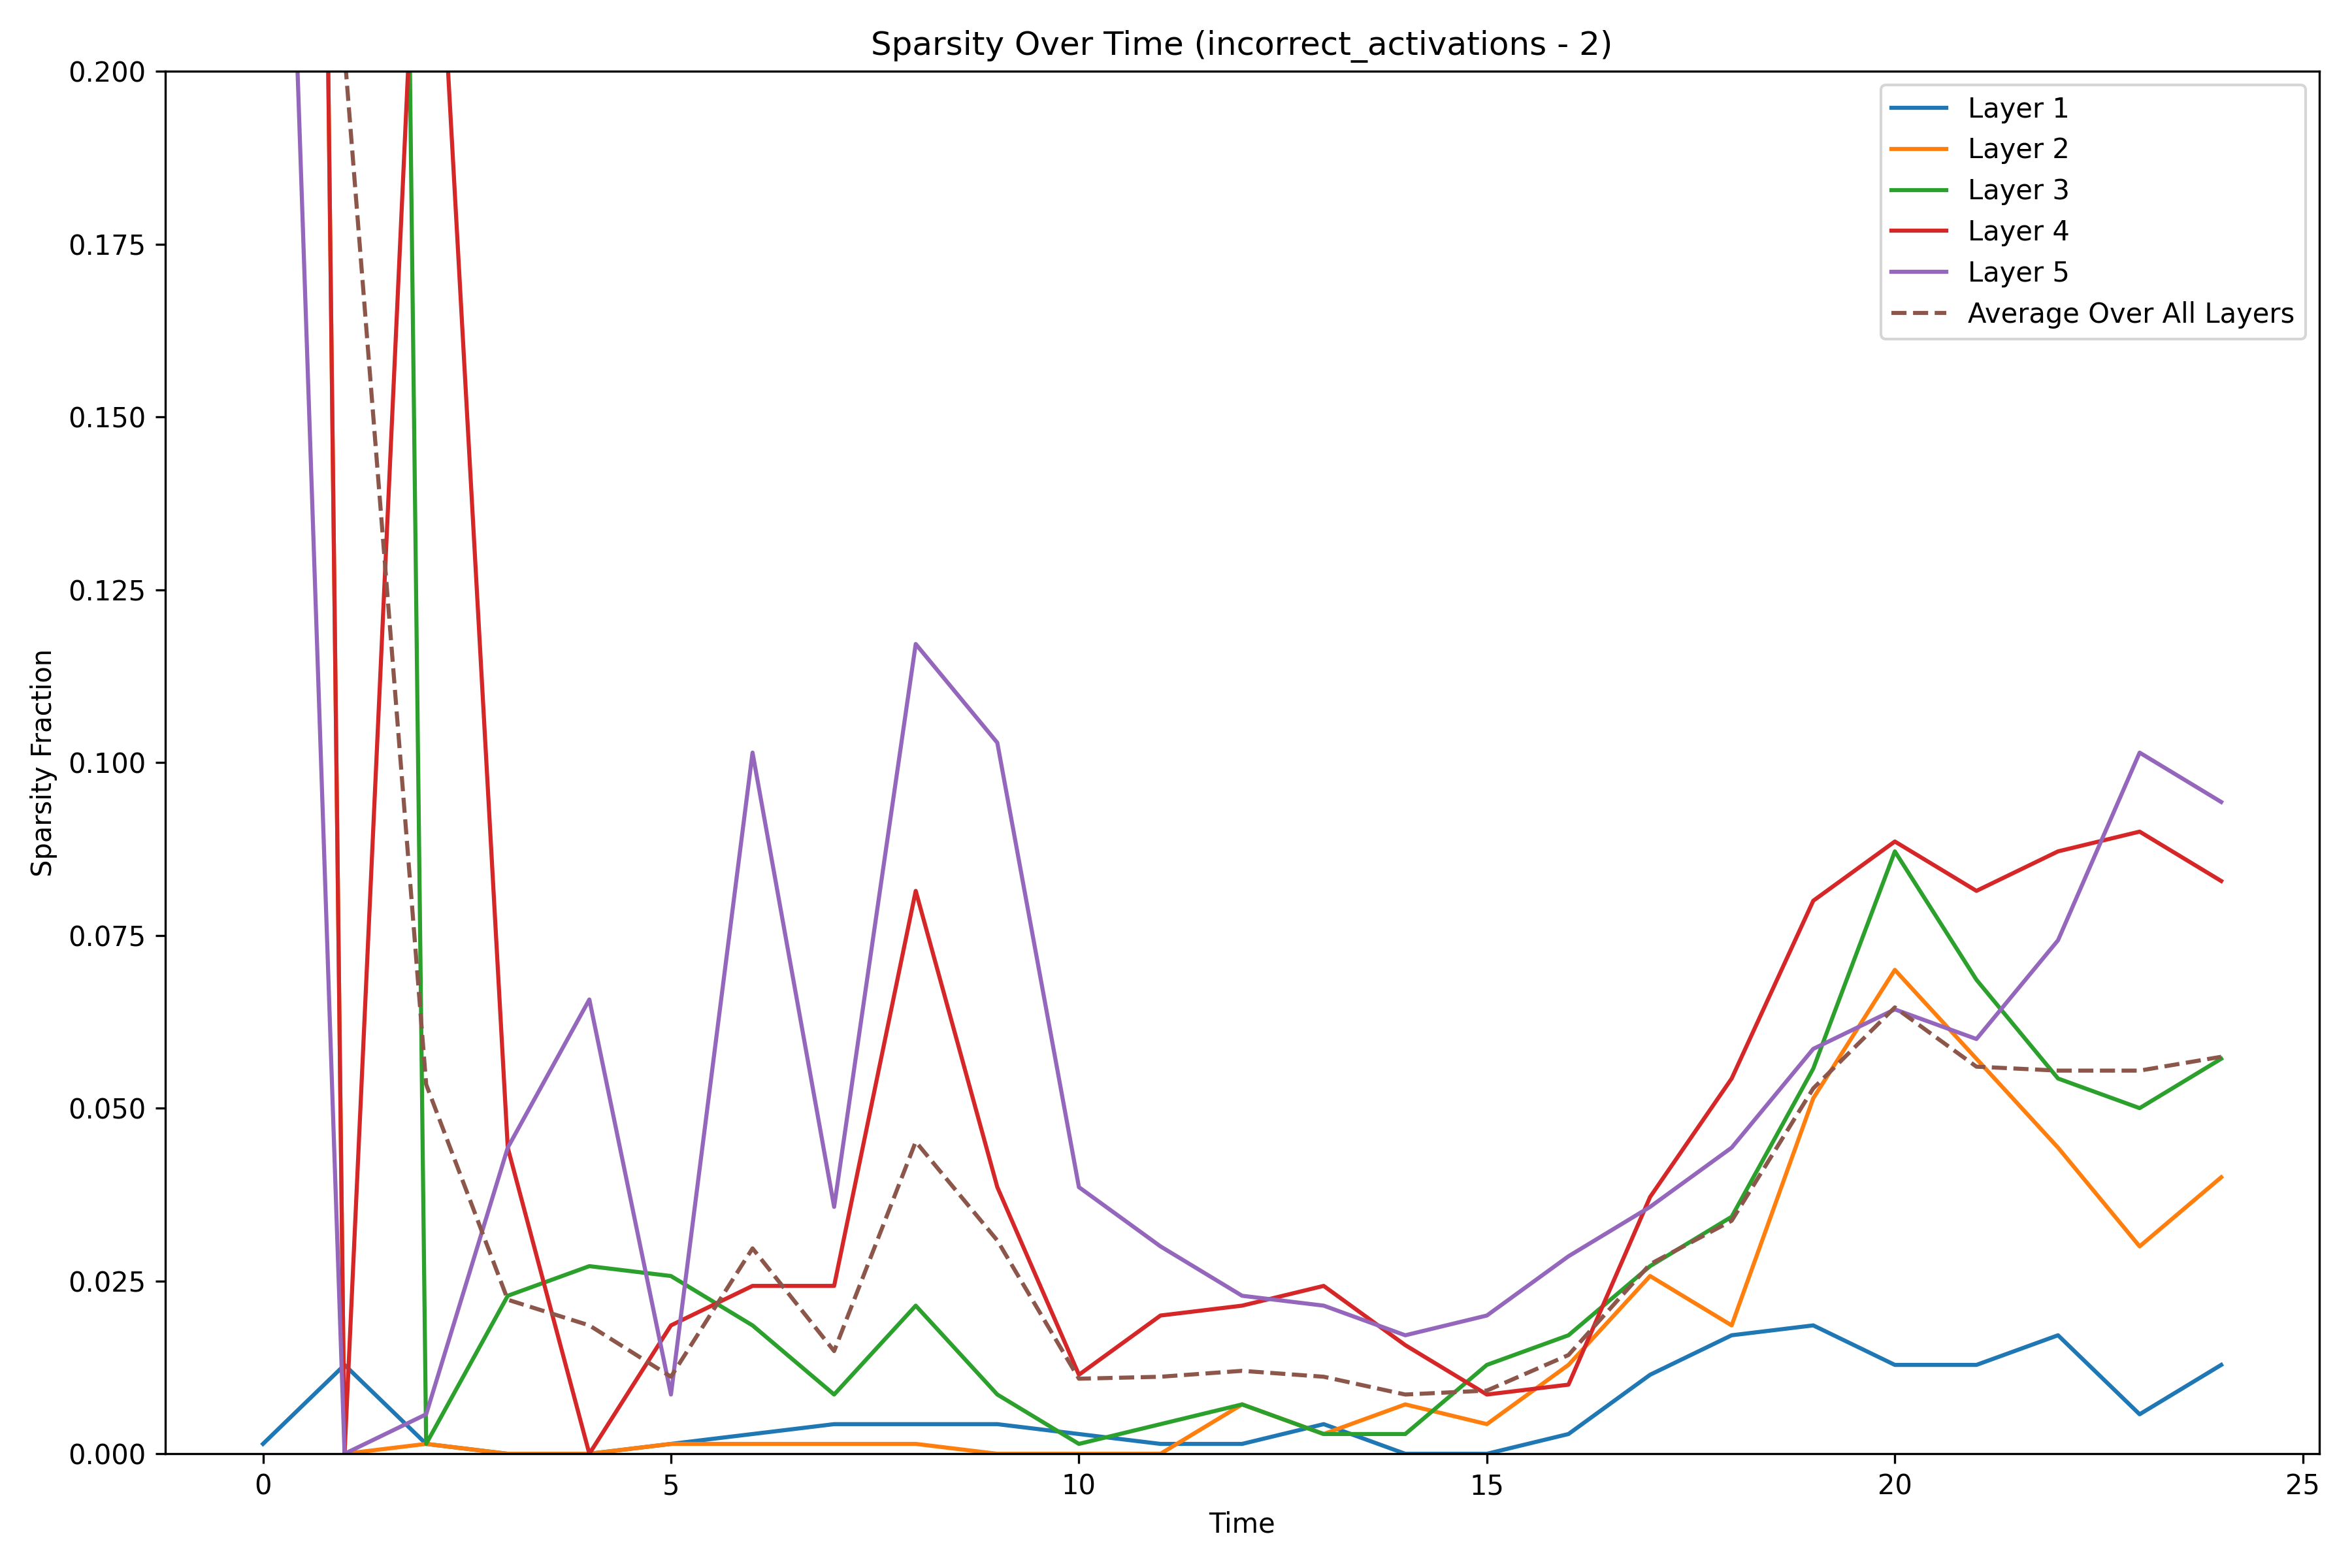 Sparsity Over Time (incorrect_activations - 2)
0.200
0.175
0.150
0.125
0.100
0.075
0.050
0.025
0.000
Sparsity Fraction
Layer 1
Layer 2
Layer 3
Layer 4
Layer 5
Average Over All Layers
0 5 10 15 20 25
Time